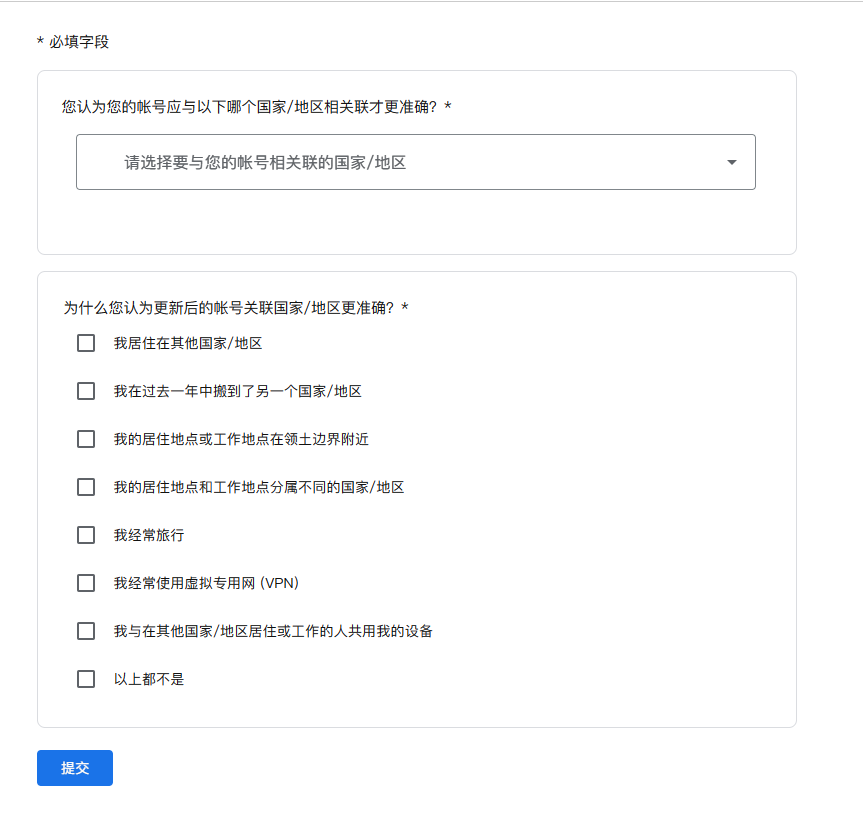 * 必填字段
您认为您的帐号应与以下哪个国家/地区相关联才更准确？*
请选择要与您的帐号相关联的国家/地区
为什么您认为更新后的帐号关联国家/地区更准确？*
我居住在其他国家/地区
我在过去一年中搬到了另一个国家/地区
我的居住地点或工作地点在领土边界附近
我的居住地点和工作地点分属不同的国家/地区
我经常旅行
我经常使用虚拟专用网 (VPN)
我与在其他国家/地区居住或工作的人共用我的设备
以上都不是
提交